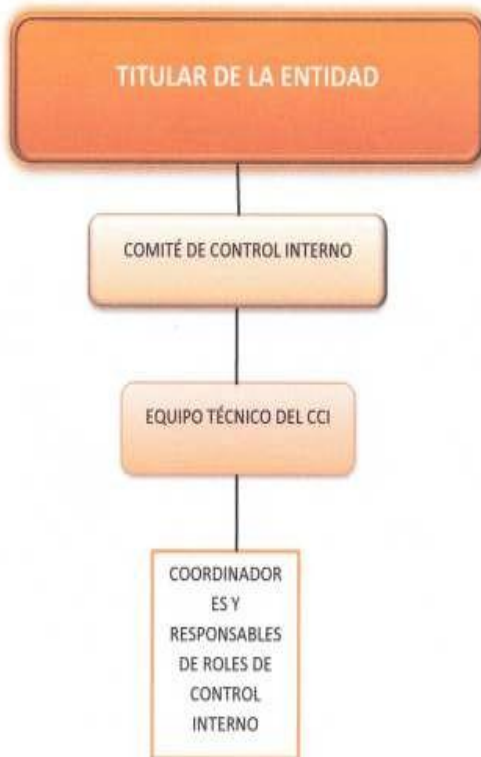 TITULAR DE LA ENTIDAD
COMITÉ DE CONTROL INTERNO
EQUIPO TÉCNICO DEL CCI
COORDINADOR
ES Y
RESPONSABLES
DE ROLES DE
CONTROL
INTERNO